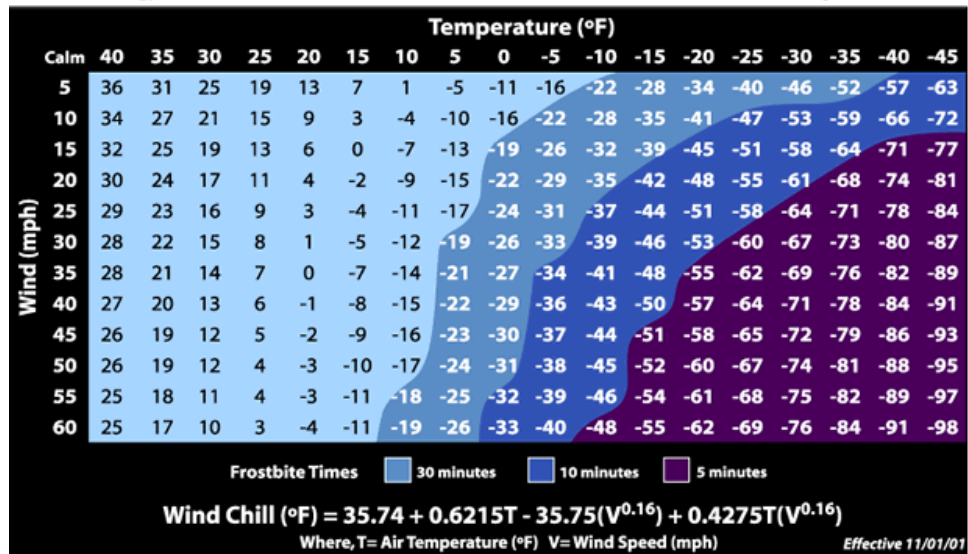 Temperature (ºF)
Calm 40 35 30 25 20 15 10 5 0 -5 -10 -15 -20 -25 -30 -35 -40 -45
5 36 31 25 19 13 7 1 -5 -11 -16 -22 -28 -34 -40 -46 -52 -57 -63
10 34 27 21 15 9 3 -4 -10 -16 -22 -28 -35 -41 -47 -53 -59 -66 -72
15 32 25 19 13 6 0 -7 -13 -19 -26 -32 -39 -45 -51 -58 -64 -71 -77
20 30 24 17 11 4 -2 -9 -15 -22 -29 -35 -42 -48 -55 -61 -68 -74 -81
25 29 23 16 9 3 -4 -11 -17 -24 -31 -37 -44 -51 -58 -64 -71 -78 -84
30 28 22 15 8 1 -5 -12 -19 -26 -33 -39 -46 -53 -60 -67 -73 -80 -87
35 28 21 14 7 0 -7 -14 -21 -27 -34 -41 -48 -55 -62 -69 -76 -82 -89
40 27 20 13 6 -1 -8 -15 -22 -29 -36 -43 -50 -57 -64 -71 -78 -84 -91
45 26 19 12 5 -2 -9 -16 -23 -30 -37 -44 -51 -58 -65 -72 -79 -86 -93
50 26 19 12 4 -3 -10 -17 -24 -31 -38 -45 -52 -60 -67 -74 -81 -88 -95
55 25 18 11 4 -3 -11 -18 -25 -32 -39 -46 -54 -61 -68 -75 -82 -89 -97
60 25 17 10 3 -4 -11 -19 -26 -33 -40 -48 -55 -62 -69 -76 -84 -91 -98
Wind (mph)
Frostbite Times 30 minutes 10 minutes 5 minutes
Wind Chill (ºF) = 35.74 + 0.6215T - 35.75(V^0.16) + 0.4275T(V^0.16)
Where, T= Air Temperature (ºF) V= Wind Speed (mph) Effective 11/01/01